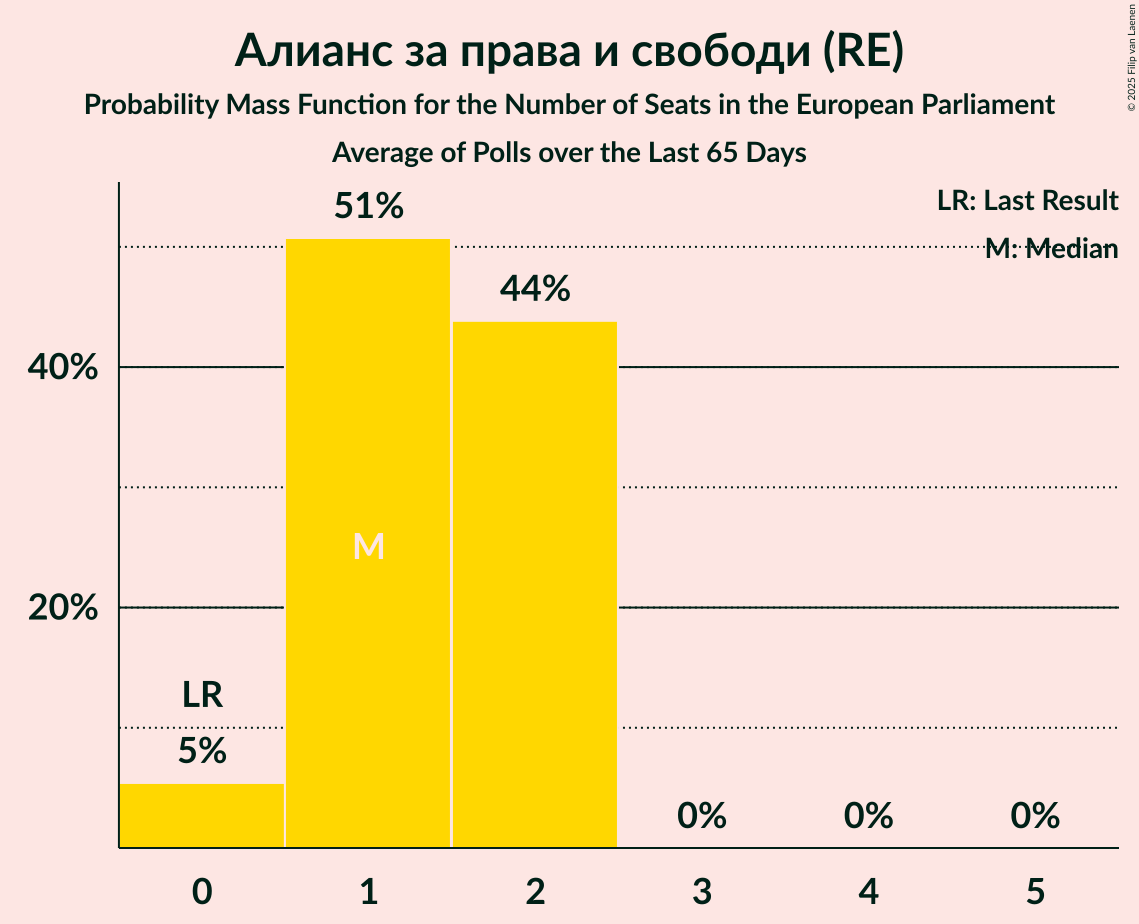 Алианс за права и свободи (RE)
Probability Mass Function for the Number of Seats in the European Parliament
Average of Polls over the Last 65 Days
© 2025 Filip van Laenen
LR: Last Result
M: Median
51%
44%
40%
M
20%
LR
5%
0% 0% 0%
0 1 2 3 4 5